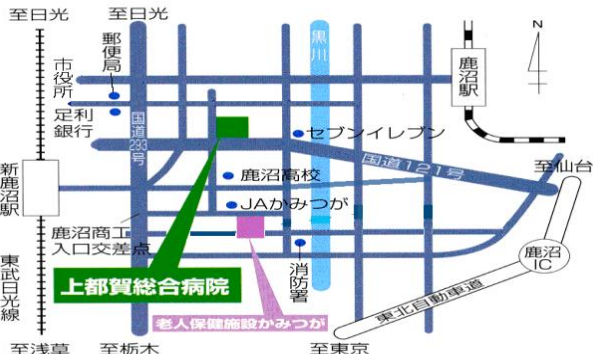 至日光
至日光
N
郵便局
市役所
足利
銀行
国道
293
号
黒川
鹿沼駅
セブンイレブン
国道121号
至仙台
新鹿沼駅
鹿沼高校
JAかみつが
鹿沼商工
入口交差点
鹿沼
IC
上都賀総合病院
消防署
東武日光線
老人保健施設かみつが
東北自動車道
至浅草
至栃木
至東京